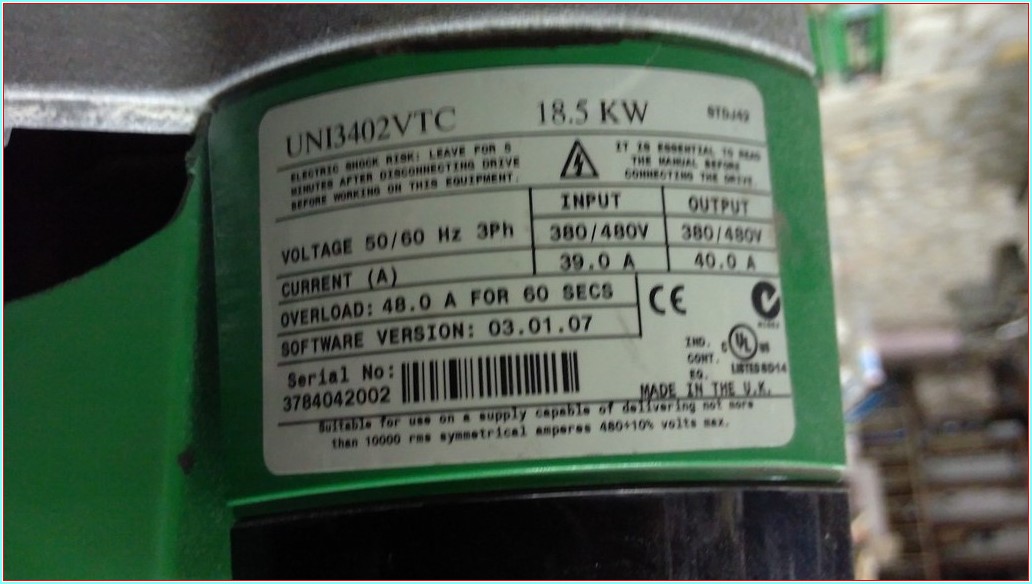 UNI3402VTC 18.5 KW STDJ42
ELECTRIC SHOCK RISK: LEAVE FOR 5
MINUTES AFTER DISCONNECTING DRIVE
BEFORE WORKING ON THIS EQUIPMENT.
IT IS ESSENTIAL TO READ
THE MANUAL BEFORE
CONNECTING THE DRIVE.
INPUT OUTPUT
VOLTAGE 50/60 Hz 3Ph 380/480V 380/480V
CURRENT (A) 39.0 A 40.0 A
OVERLOAD: 48.0 A FOR 60 SECS
SOFTWARE VERSION: 03.01.07
CE
IND.
CONT.
EQ.
C UL US
LISTED
Serial No:
3784042002
MADE IN THE U.K.
Suitable for use on a supply capable of delivering not more
than 10000 rms symmetrical amperes 480+10% volts max.